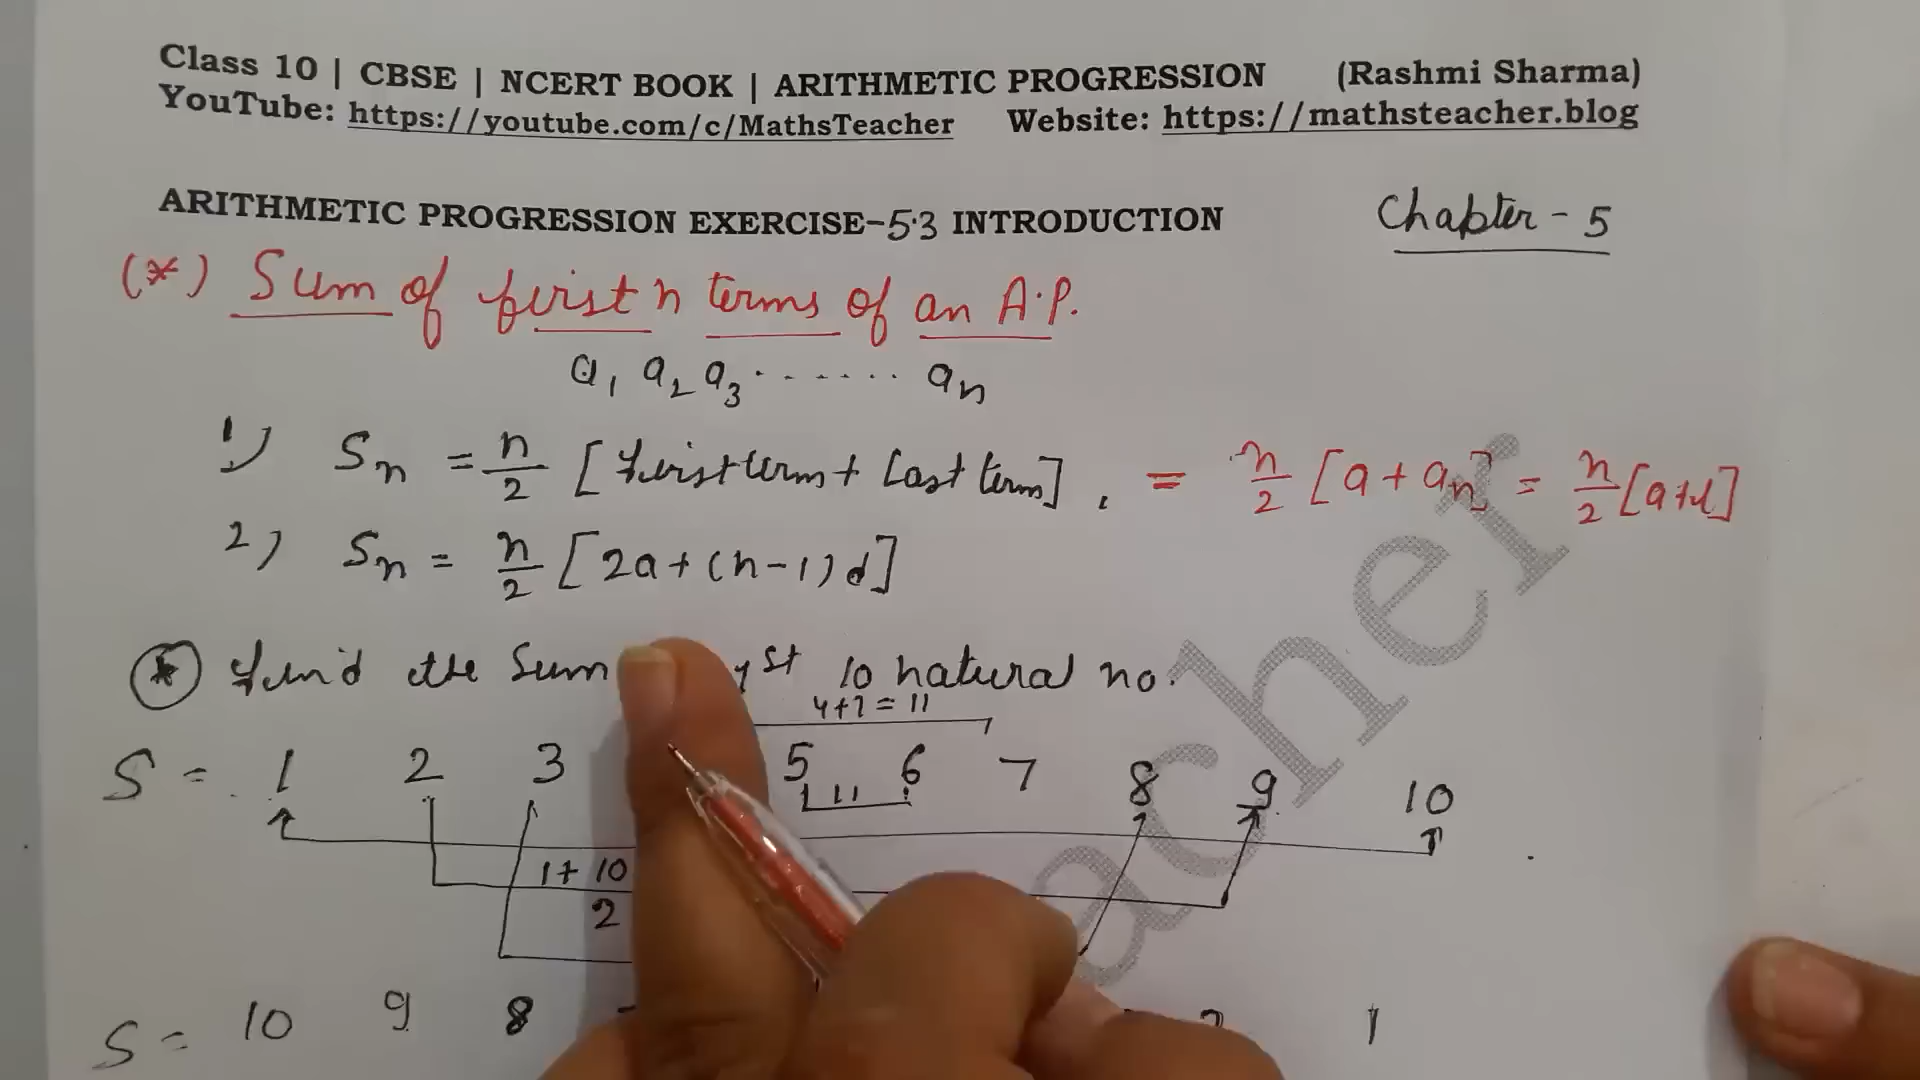 Class 10 | CBSE | NCERT BOOK | ARITHMETIC PROGRESSION (Rashmi Sharma)
YouTube: https://youtube.com/c/MathsTeacher Website: https://mathsteacher.blog
ARITHMETIC PROGRESSION EXERCISE-5.3 INTRODUCTION Chapter - 5
(*) Sum of first n terms of an A.P.
a₁ a₂ a₃ ....... aₙ
1) Sₙ = n/2 [first term + Last term], = n/2 [a + aₙ] = n/2 [a+l]
2) Sₙ = n/2 [2a + (n-1)d]
* Find the Sum 1st 10 natural no.
4+7 = 11
S = 1 2 3 5 6 7 8 9 10
11
1+10
2
S = 10 9 8 1
acher